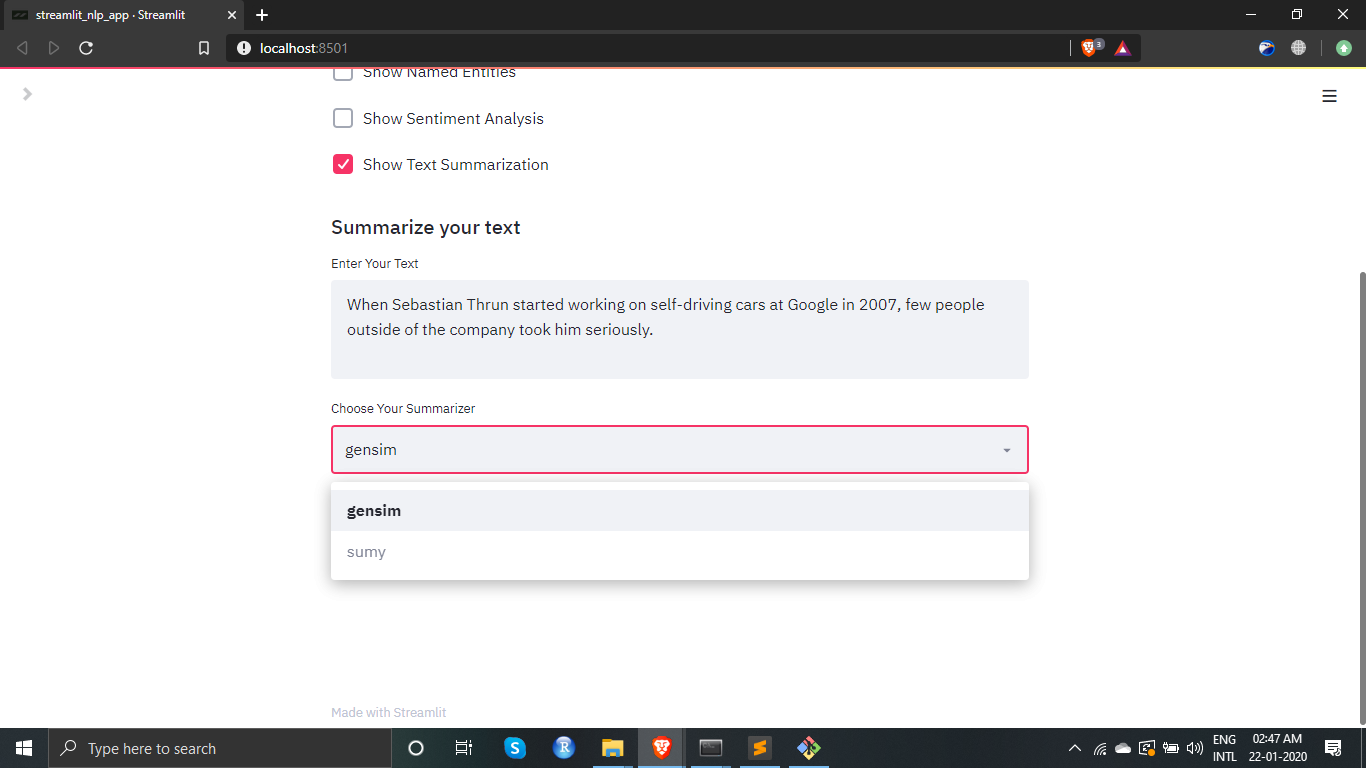 streamlit_nlp_app · Streamlit
localhost:8501
3
Show Named Entities
Show Sentiment Analysis
Show Text Summarization
Summarize your text
Enter Your Text
When Sebastian Thrun started working on self-driving cars at Google in 2007, few people
outside of the company took him seriously.
Choose Your Summarizer
gensim
gensim
sumy
Made with Streamlit
Type here to search
S
R
ENG
INTL
02:47 AM
22-01-2020